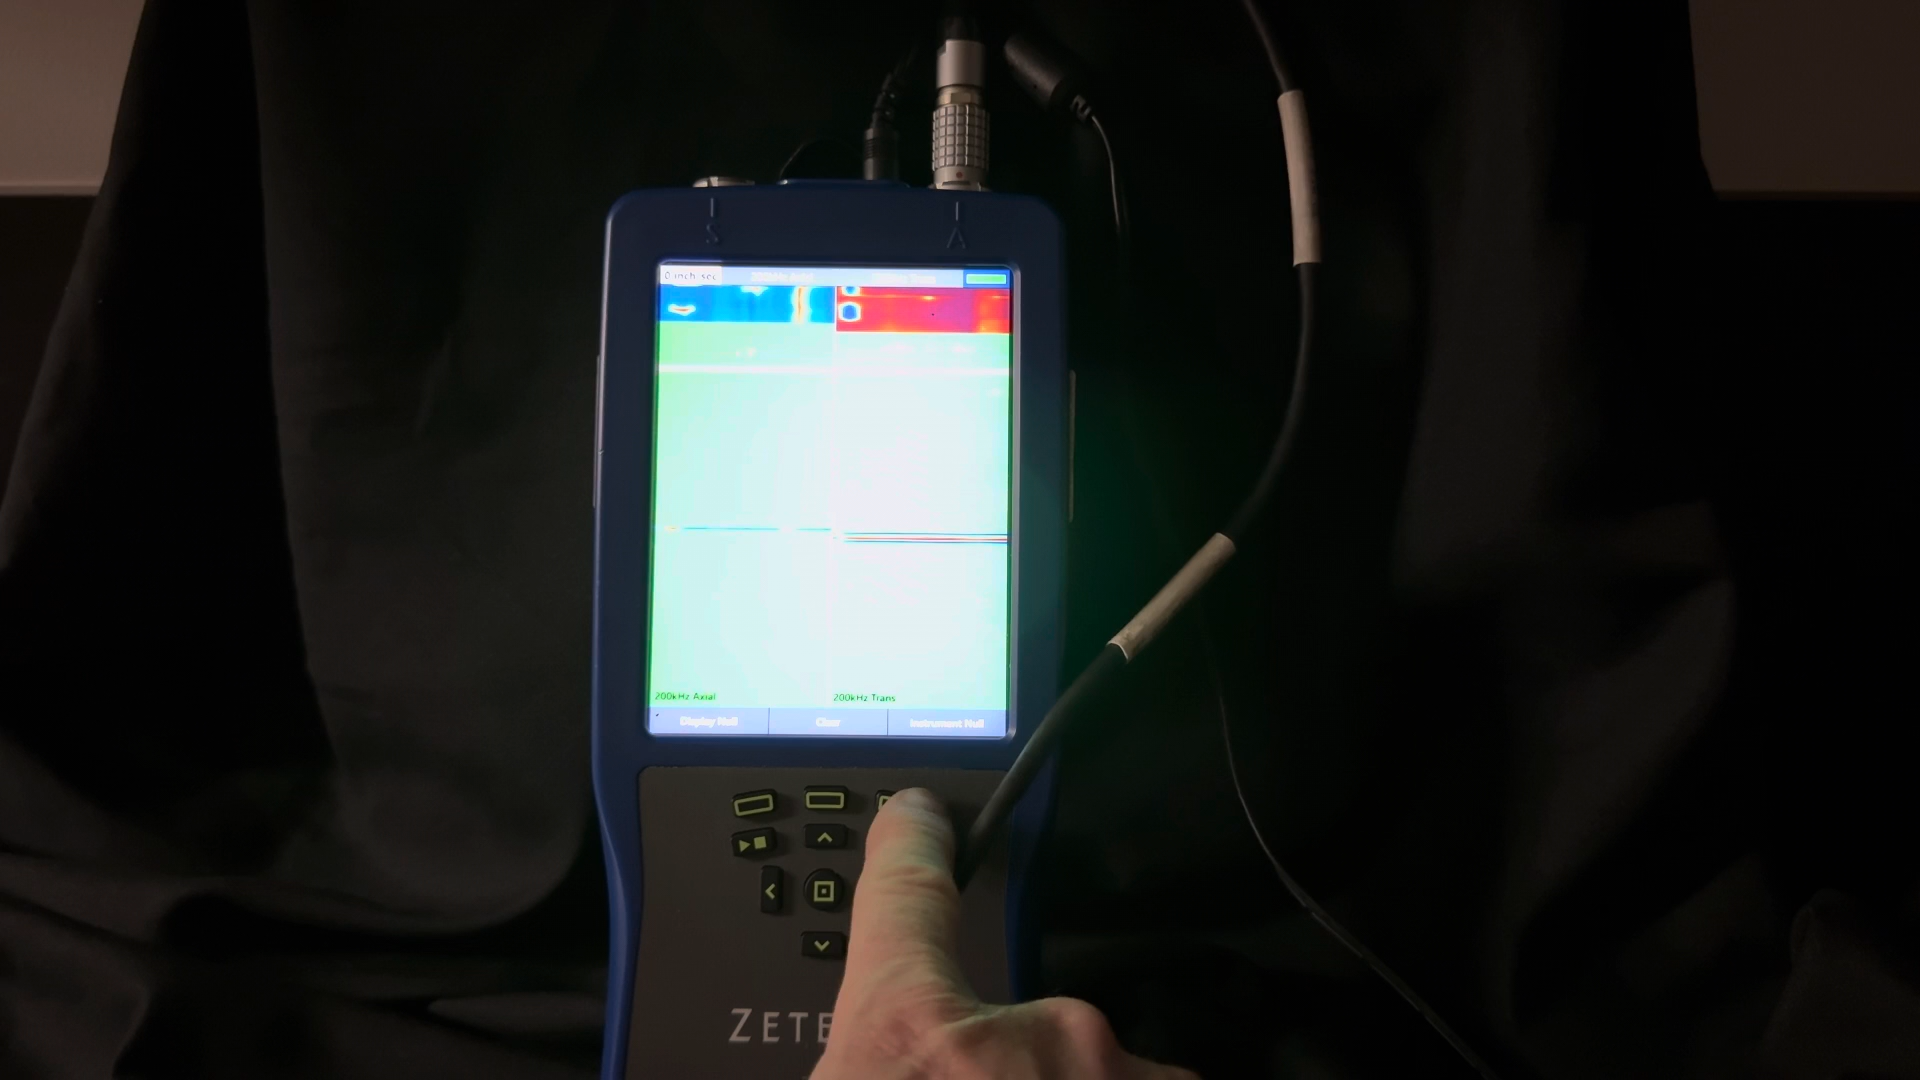 S
A
0 inch sec
200kHz Axial
200kHz Trans
Display Null
Clear
Instrument Null
ZETE